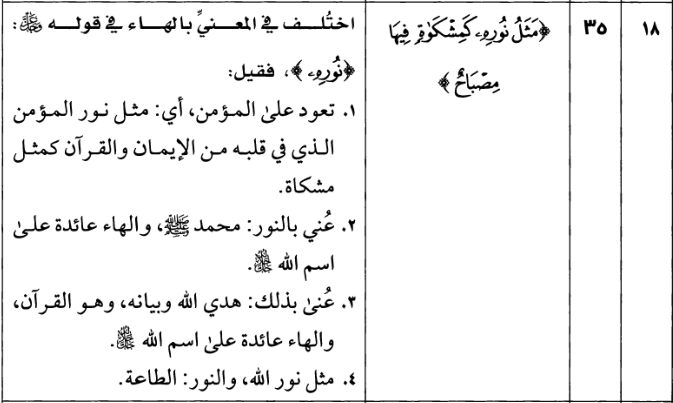 ١٨
٣٥
﴿مَثَلُ نُورِهِۦ كَمِشْكَوٰةٍ فِيهَا
مِصْبَاحٌ﴾
اختُلف في المعنيِّ بالهاء في قوله ﷻ:
﴿نُورِهِۦ﴾، فقيل:
١. تعود علىٰ المؤمن، أي: مثل نور المؤمن
الذي في قلبه من الإيمان والقرآن كمثل
مشكاة.
٢. عُني بالنور: محمد ﷺ، والهاء عائدة علىٰ
اسم الله ﷻ.
٣. عُنىٰ بذلك: هدي الله وبيانه، وهو القرآن،
والهاء عائدة علىٰ اسم الله ﷻ.
٤. مثل نور الله، والنور: الطاعة.